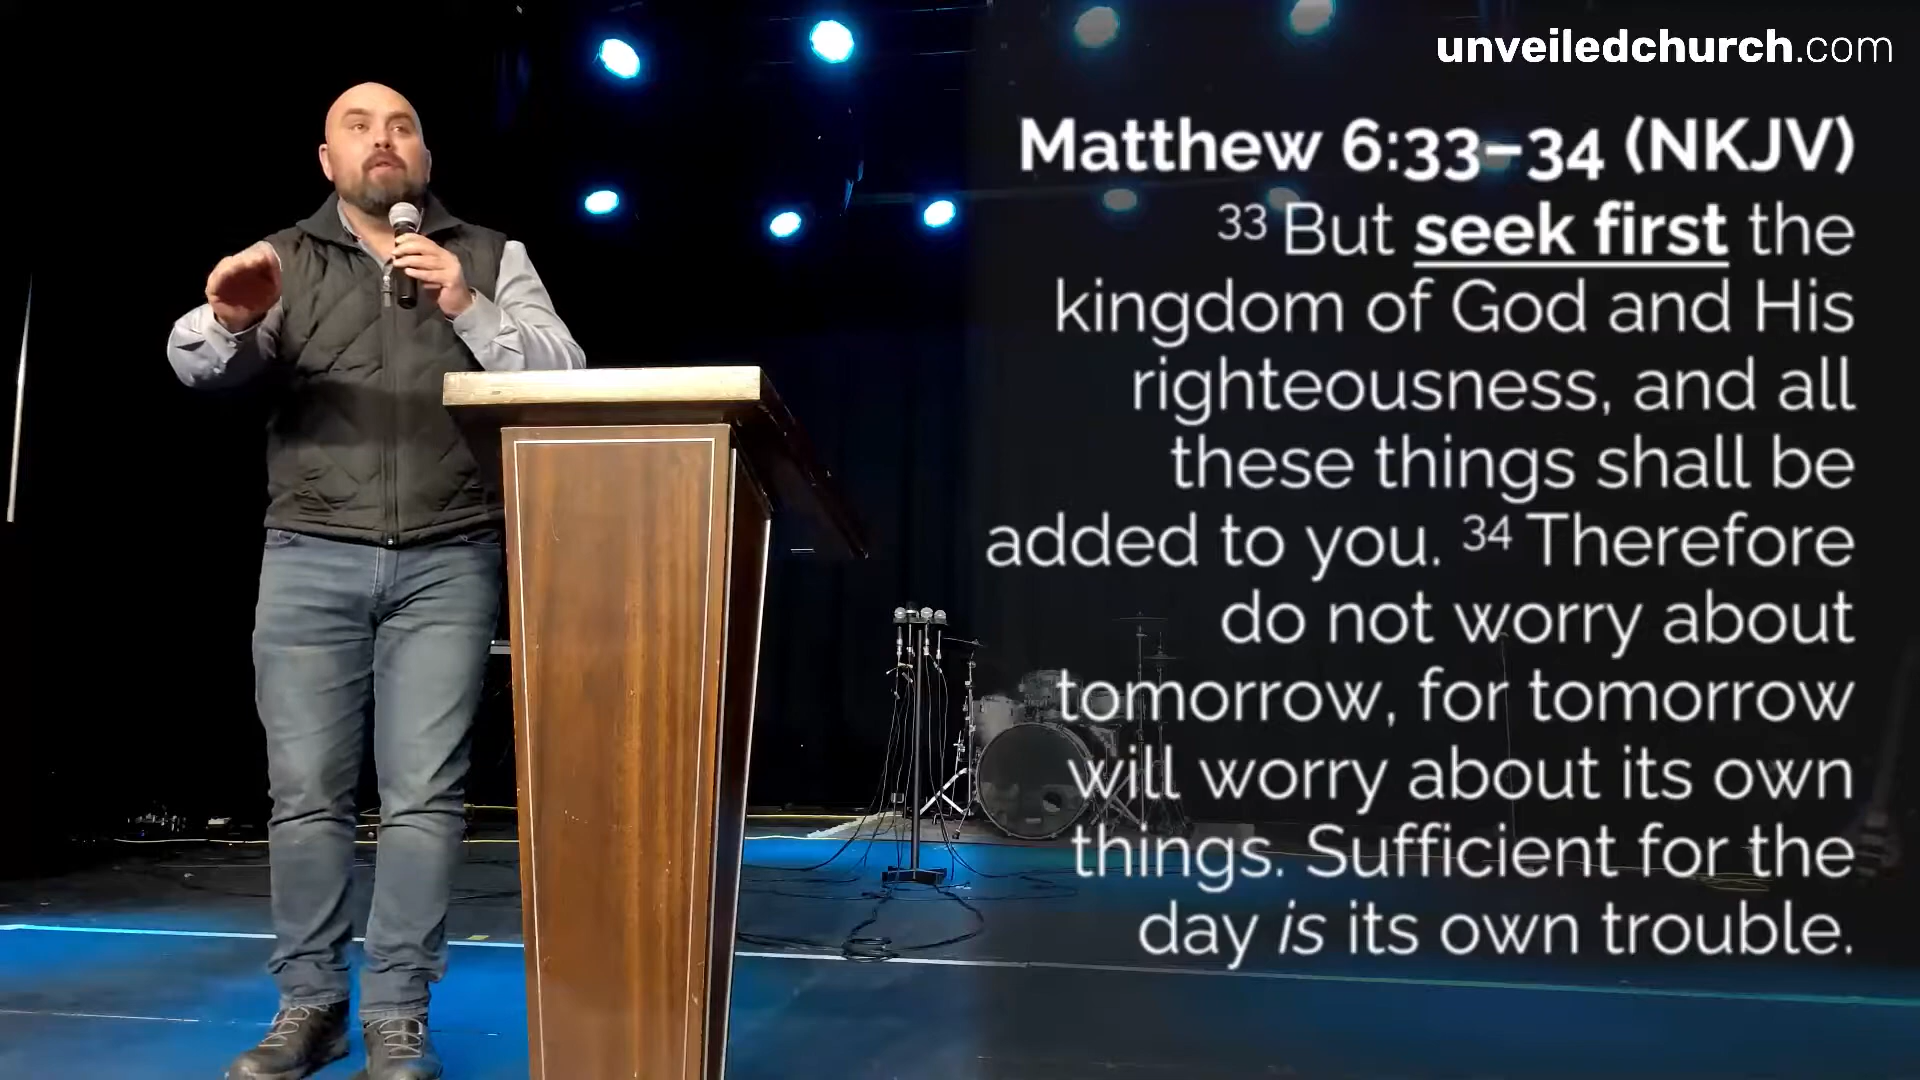 unveiledchurch.com
Matthew 6:33–34 (NKJV)
33 But seek first the
kingdom of God and His
righteousness, and all
these things shall be
added to you. 34 Therefore
do not worry about
tomorrow, for tomorrow
will worry about its own
things. Sufficient for the
day is its own trouble.